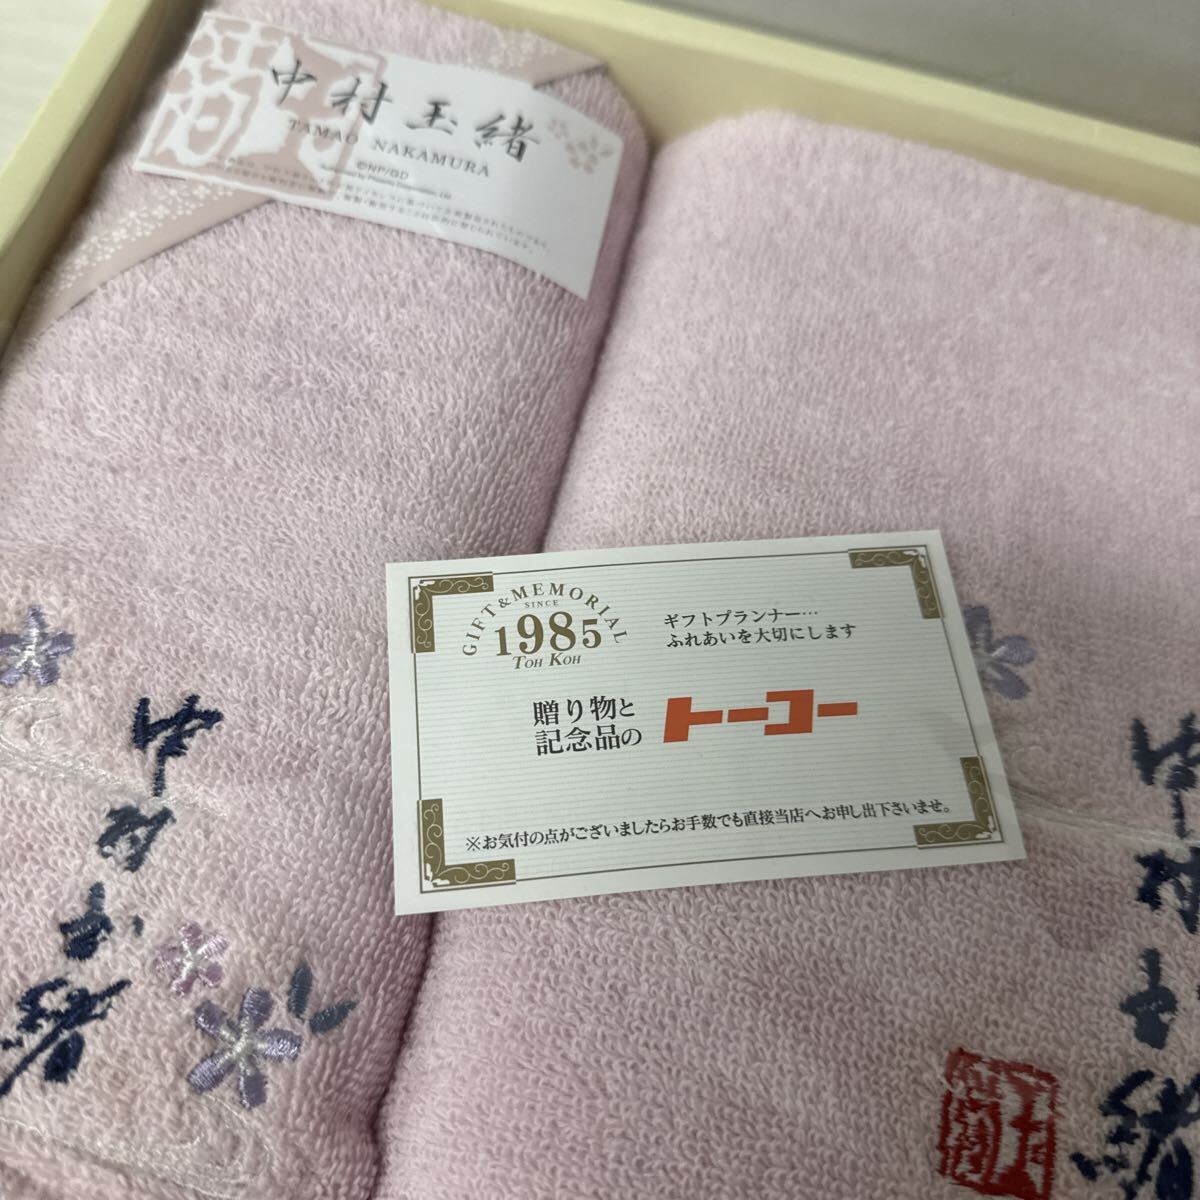 中村玉緒
TAMAO NAKAMURA
©NP/BD
GIFT & MEMORIAL
SINCE
1985
TOH KOH
ギフトプランナー…
ふれあいを大切にします
贈り物と
記念品の
トーコー
※お気付の点がございましたらお手数でも直接当店へお申し出下さいませ。
中村玉緒
中村玉緒